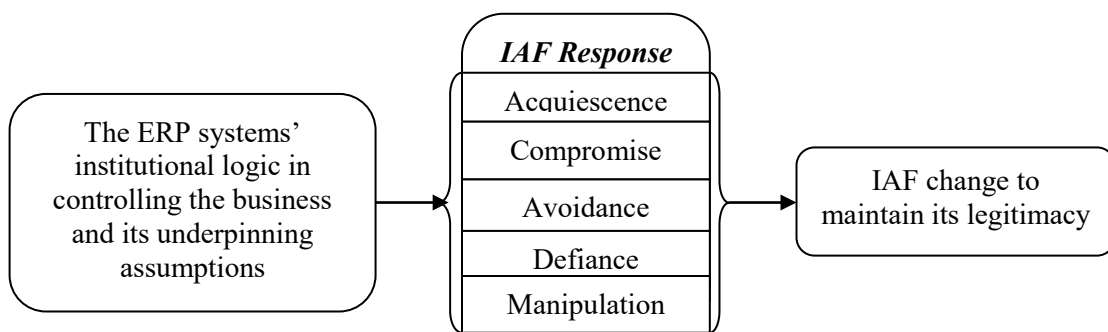 The ERP systems’
institutional logic in
controlling the business
and its underpinning
assumptions
IAF Response
Acquiescence
Compromise
Avoidance
Defiance
Manipulation
IAF change to
maintain its legitimacy